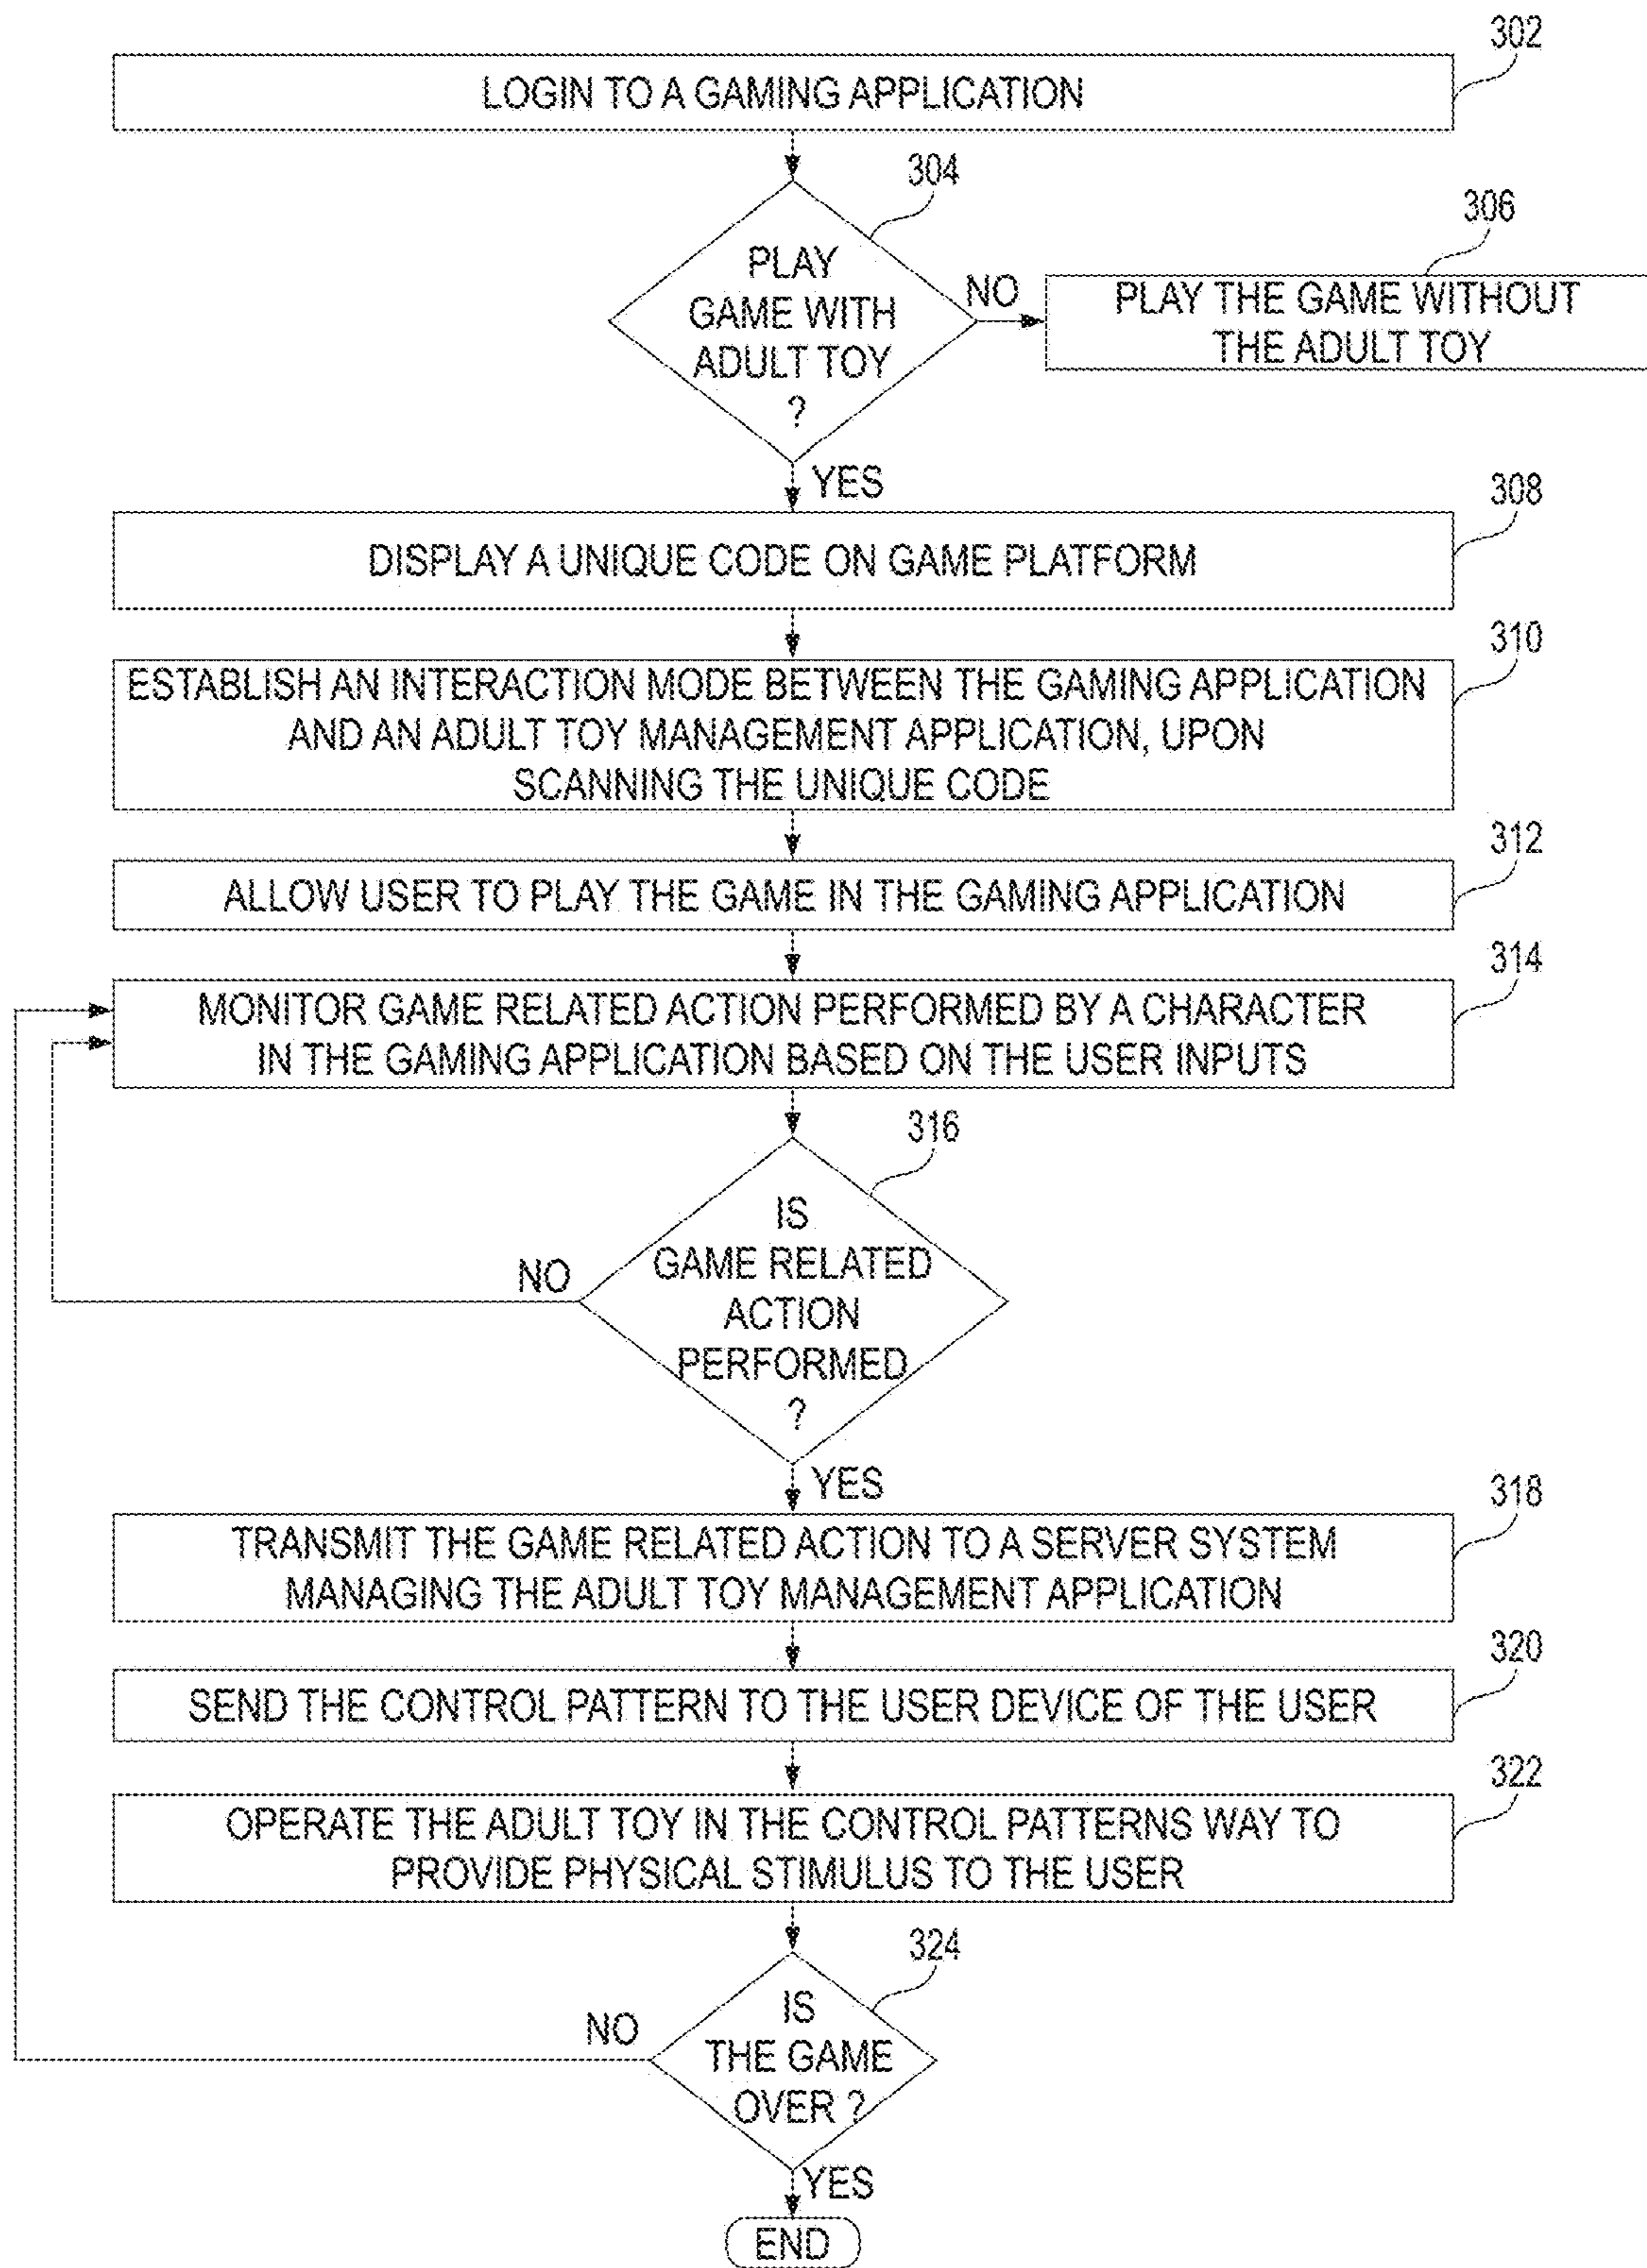 302
LOGIN TO A GAMING APPLICATION
304
PLAY
GAME WITH
ADULT TOY
?
NO
306
PLAY THE GAME WITHOUT
THE ADULT TOY
YES
308
DISPLAY A UNIQUE CODE ON GAME PLATFORM
310
ESTABLISH AN INTERACTION MODE BETWEEN THE GAMING APPLICATION
AND AN ADULT TOY MANAGEMENT APPLICATION, UPON
SCANNING THE UNIQUE CODE
312
ALLOW USER TO PLAY THE GAME IN THE GAMING APPLICATION
314
MONITOR GAME RELATED ACTION PERFORMED BY A CHARACTER
IN THE GAMING APPLICATION BASED ON THE USER INPUTS
316
IS
GAME RELATED
ACTION
PERFORMED
?
NO
YES
318
TRANSMIT THE GAME RELATED ACTION TO A SERVER SYSTEM
MANAGING THE ADULT TOY MANAGEMENT APPLICATION
320
SEND THE CONTROL PATTERN TO THE USER DEVICE OF THE USER
322
OPERATE THE ADULT TOY IN THE CONTROL PATTERNS WAY TO
PROVIDE PHYSICAL STIMULUS TO THE USER
324
IS
THE GAME
OVER ?
NO
YES
END